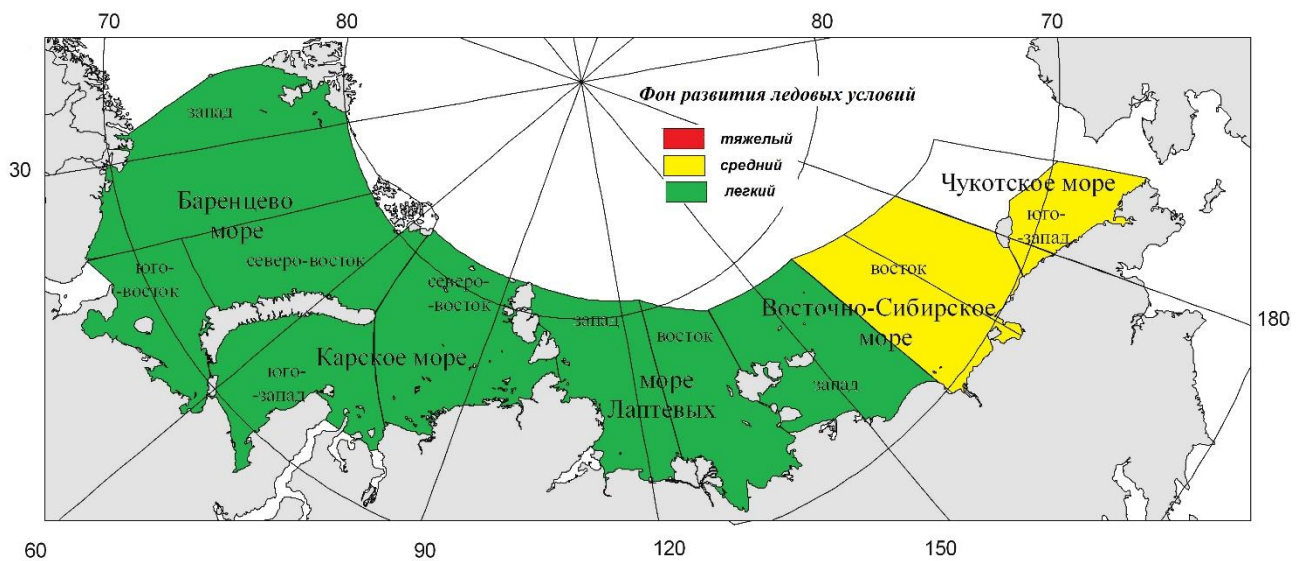 70
80
80
70
Фон развития ледовых условий
тяжелый
средний
легкий
запад
30
Баренцево
море
северо-восток
юго-
-восток
северо-
-восток
Карское море
юго-
-запад
запад
восток
море
Лаптевых
Восточно-Сибирское
море
восток
запад
Чукотское море
юго-
-запад
180
60
90
120
150